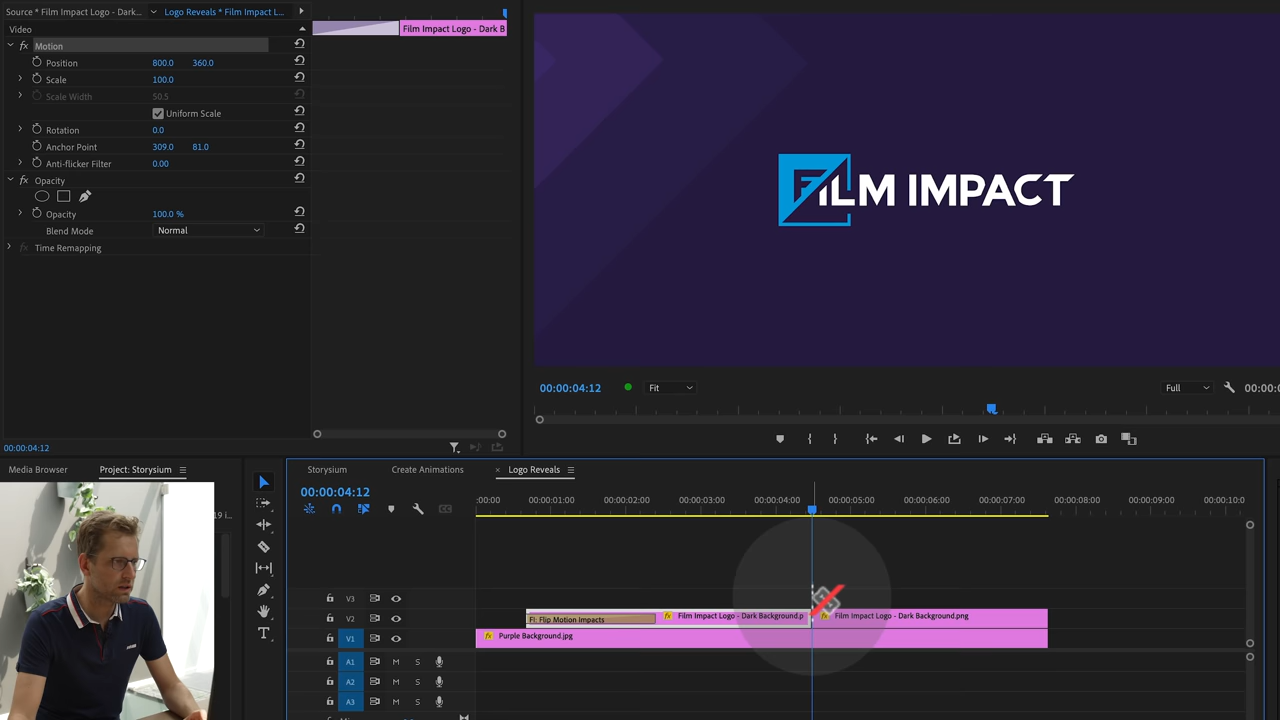 Source * Film Impact Logo - Dark...
Logo Reveals * Film Impact L...
Video
Film Impact Logo - Dark B
fx Motion
Position 800.0 360.0
Scale 100.0
Scale Width 50.5
Uniform Scale
Rotation 0.0
Anchor Point 309.0 81.0
Anti-flicker Filter 0.00
fx Opacity
Opacity 100.0 %
Blend Mode Normal
fx Time Remapping
FILM IMPACT
00:00:04:12 Fit Full 00:00:0
00:00:04:12
Media Browser Project: Storysium
Storysium Create Animations × Logo Reveals
00:00:04:12
:00:00 00:00:01:00 00:00:02:00 00:00:03:00 00:00:04:00 00:00:05:00 00:00:06:00 00:00:07:00 00:00:08:00 00:00:09:00 00:00:10:0
19 i...
V3
V2 FI: Flip Motion Impacts fx Film Impact Logo - Dark Background.p fx Film Impact Logo - Dark Background.png
V1 fx Purple Background.jpg
A1 M S
A2 M S
A3 M S